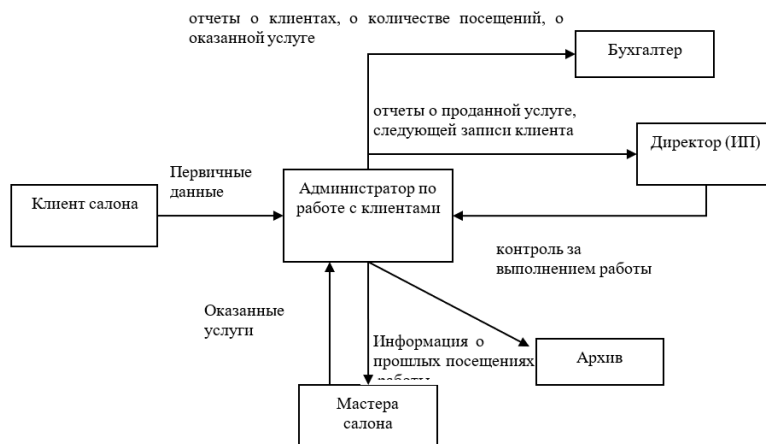 отчеты о клиентах, о количестве посещений, о
оказанной услуге
Бухгалтер
отчеты о проданной услуге,
следующей записи клиента
Директор (ИП)
Первичные
данные
Администратор по
работе с клиентами
Клиент салона
контроль за
выполнением работы
Оказанные
услуги
Информация о
прошлых посещениях
Архив
Мастера
салона